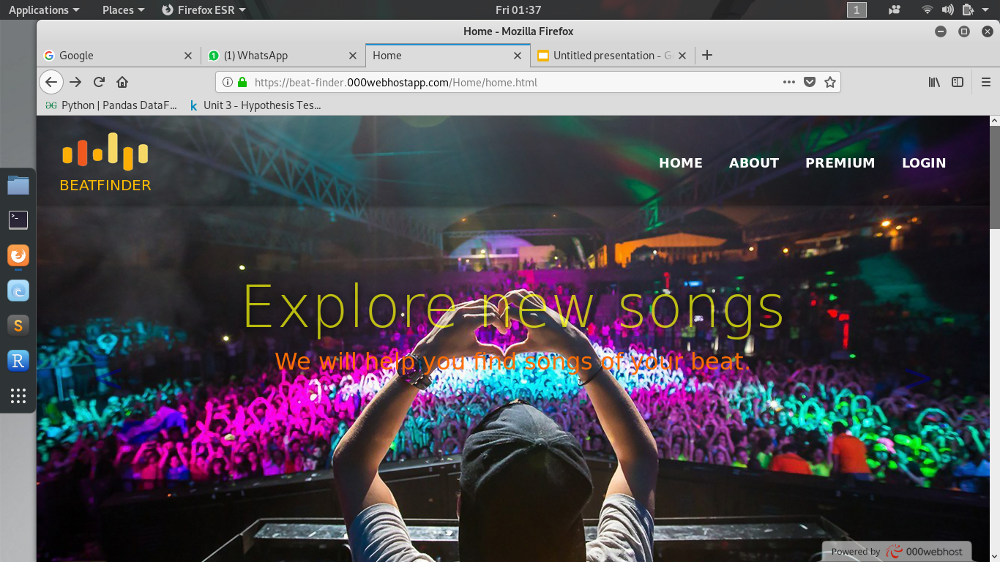 Applications Places Firefox ESR Fri 01:37 1
Home - Mozilla Firefox
Google (1) WhatsApp Home Untitled presentation - G
https://beat-finder.000webhostapp.com/Home/home.html
Python | Pandas DataF... Unit 3 - Hypothesis Tes...
BEATFINDER
HOME ABOUT PREMIUM LOGIN
Explore new songs
We will help you find songs of your beat.
Powered by 000webhost